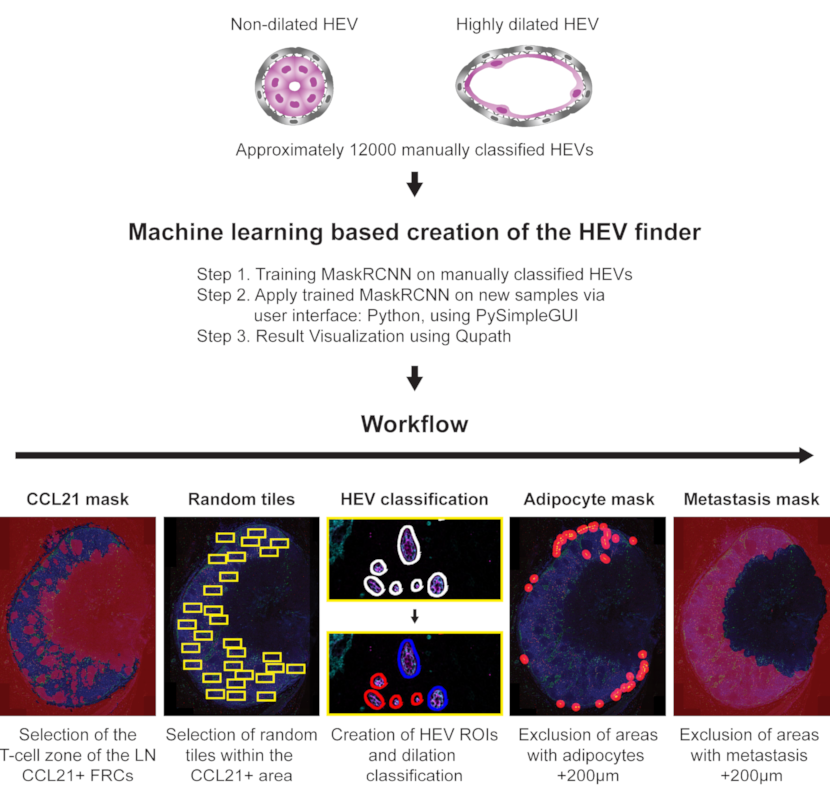 Non-dilated HEV
Highly dilated HEV
Approximately 12000 manually classified HEVs
Machine learning based creation of the HEV finder
Step 1. Training MaskRCNN on manually classified HEVs
Step 2. Apply trained MaskRCNN on new samples via
user interface: Python, using PySimpleGUI
Step 3. Result Visualization using Qupath
Workflow
CCL21 mask
Selection of the
T-cell zone of the LN
CCL21+ FRCs
Random tiles
Selection of random
tiles within the
CCL21+ area
HEV classification
Creation of HEV ROIs
and dilation
classification
Adipocyte mask
Exclusion of areas
with adipocytes
+200µm
Metastasis mask
Exclusion of areas
with metastasis
+200µm